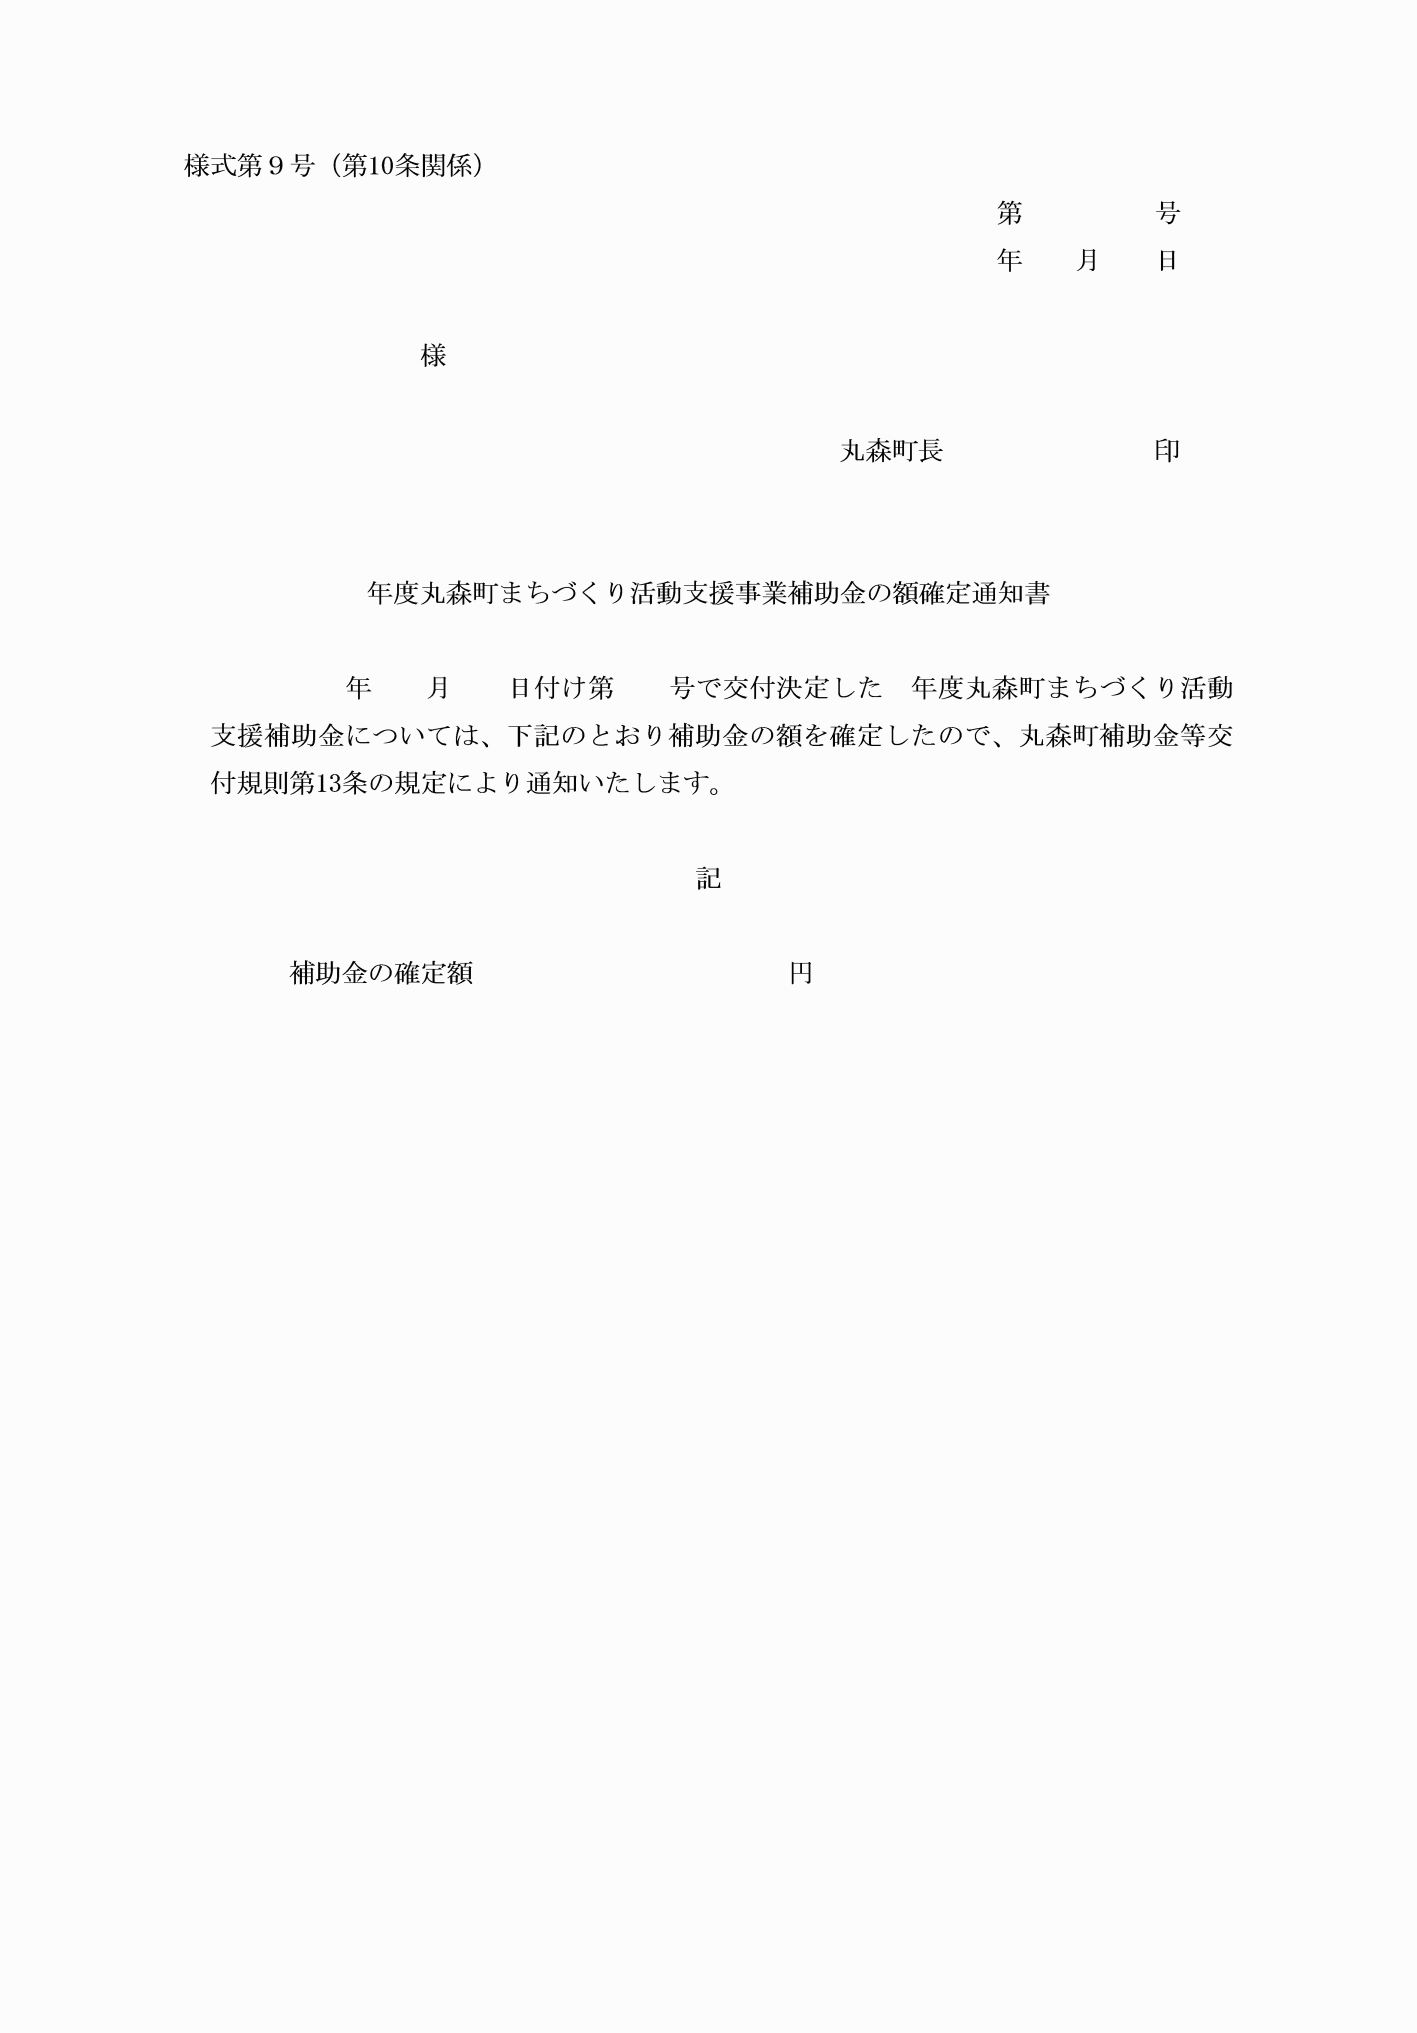 様式第９号（第10条関係）
第　　　　　号
年　　月　　日
様
丸森町長　　　　　　　　印
年度丸森町まちづくり活動支援事業補助金の額確定通知書
年　　月　　日付け第　　号で交付決定した　年度丸森町まちづくり活動
支援補助金については、下記のとおり補助金の額を確定したので、丸森町補助金等交
付規則第13条の規定により通知いたします。
記
補助金の確定額　　　　　　　　　　　　円